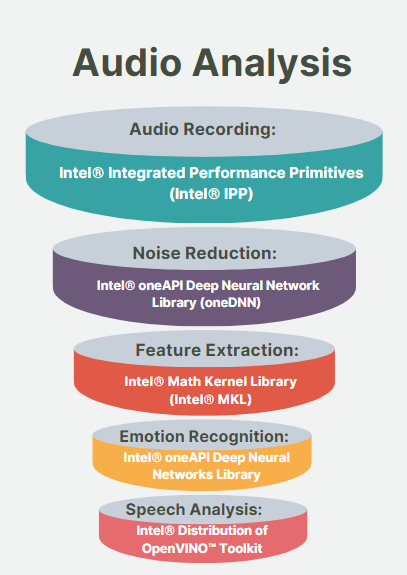 Audio Analysis
Audio Recording:
Intel® Integrated Performance Primitives
(Intel® IPP)
Noise Reduction:
Intel® oneAPI Deep Neural Network
Library (oneDNN)
Feature Extraction:
Intel® Math Kernel Library
(Intel® MKL)
Emotion Recognition:
Intel® oneAPI Deep Neural
Networks Library
Speech Analysis:
Intel® Distribution of
OpenVINO™ Toolkit